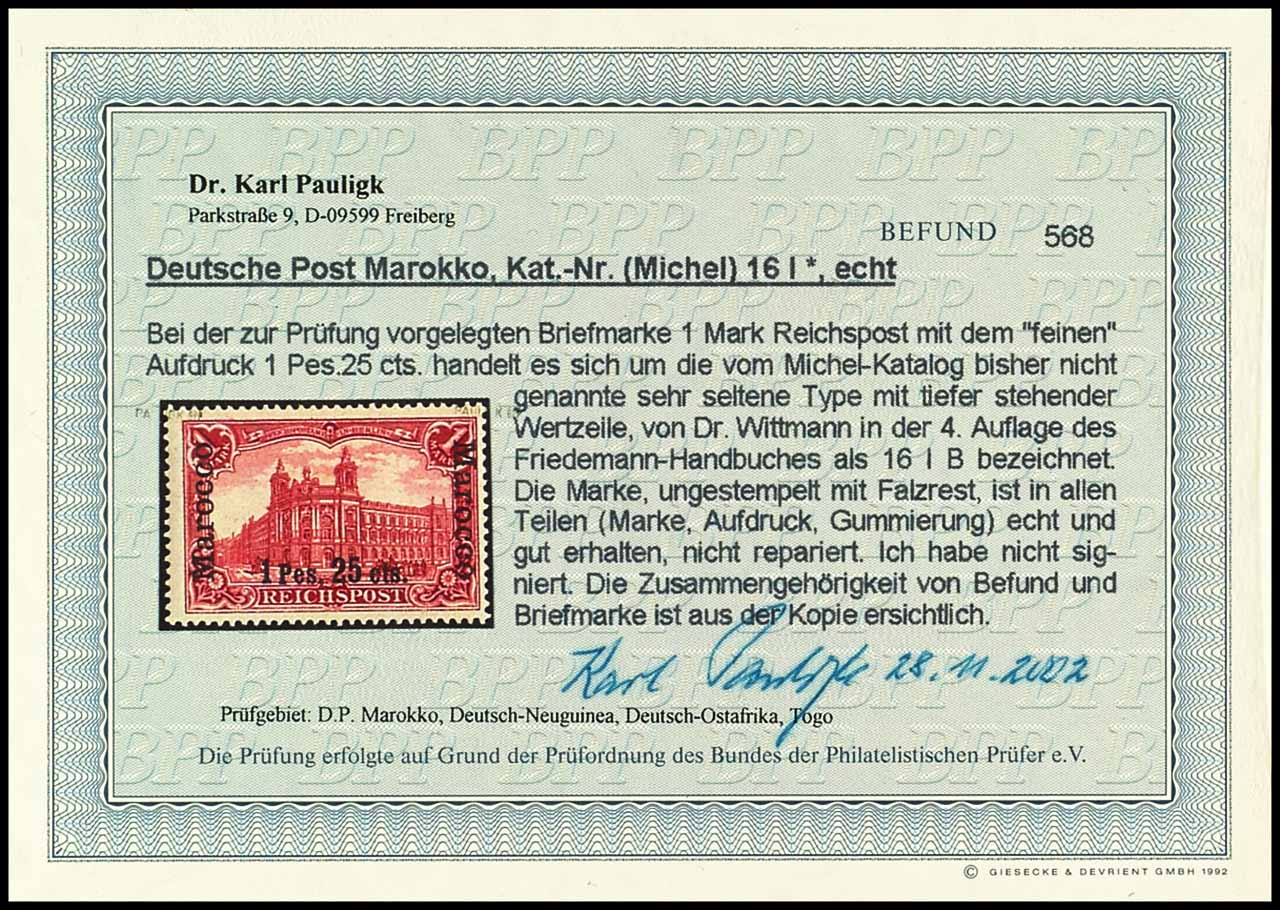 Dr. Karl Pauligk
Parkstraße 9, D-09599 Freiberg
BEFUND 568
Deutsche Post Marokko, Kat.-Nr. (Michel) 16 I *, echt
Bei der zur Prüfung vorgelegten Briefmarke 1 Mark Reichspost mit dem "feinen"
Aufdruck 1 Pes.25 cts. handelt es sich um die vom Michel-Katalog bisher nicht
genannte sehr seltene Type mit tiefer stehender
Wertzeile, von Dr. Wittmann in der 4. Auflage des
Friedemann-Handbuches als 16 I B bezeichnet.
Die Marke, ungestempelt mit Falzrest, ist in allen
Teilen (Marke, Aufdruck, Gummierung) echt und
gut erhalten, nicht repariert. Ich habe nicht sig-
niert. Die Zusammengehörigkeit von Befund und
Briefmarke ist aus der Kopie ersichtlich.
Marocco
Marocco
1 Pes. 25 cts.
REICHSPOST
Karl Pauligk 28.11.2002
Prüfgebiet: D.P. Marokko, Deutsch-Neuguinea, Deutsch-Ostafrika, Togo
Die Prüfung erfolgte auf Grund der Prüfordnung des Bundes der Philatelistischen Prüfer e.V.
© GIESECKE & DEVRIENT GMBH 1992
BPP